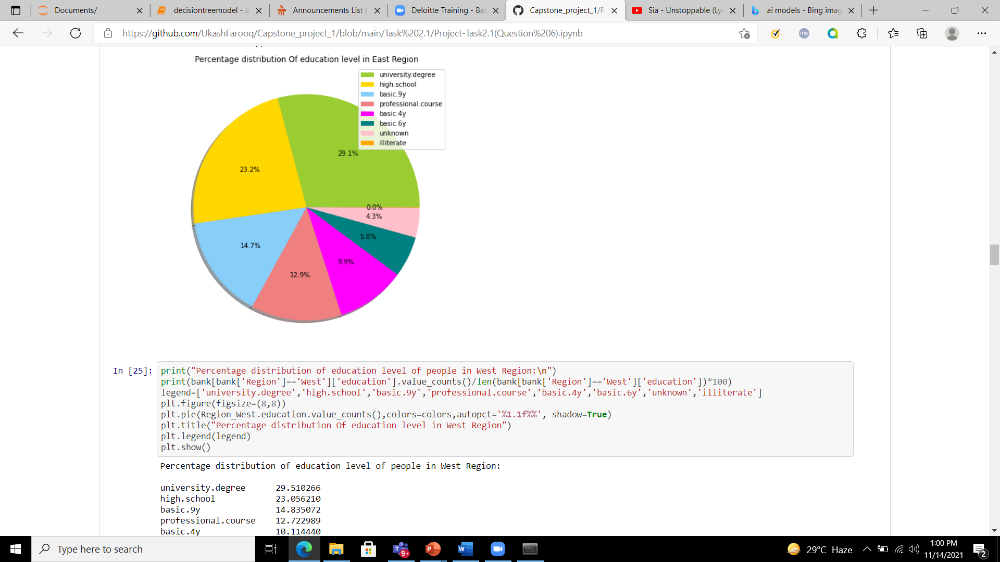 Documents/
decisiontreemodel - Ju
Announcements List |
Deloitte Training - Bat
Capstone_project_1/P
Sia - Unstoppable (Lyr
ai models - Bing imag
https://github.com/UkashFarooq/Capstone_project_1/blob/main/Task%202.1/Project-Task2.1(Question%206).ipynb
me
Percentage distribution Of education level in East Region
university.degree
high.school
basic.9y
professional.course
basic.4y
basic.6y
unknown
illiterate
29.1%
23.2%
0.0%
4.3%
5.8%
14.7%
9.9%
12.9%
In [25]:
print("Percentage distribution of education level of people in West Region:\n")
print(bank[bank['Region']=='West']['education'].value_counts()/len(bank[bank['Region']=='West']['education'])*100)
legend=['university.degree','high.school','basic.9y','professional.course','basic.4y','basic.6y','unknown','illiterate']
plt.figure(figsize=(8,8))
plt.pie(Region_West.education.value_counts(),colors=colors,autopct='%1.1f%%', shadow=True)
plt.title("Percentage distribution Of education level in West Region")
plt.legend(legend)
plt.show()
Percentage distribution of education level of people in West Region:
university.degree 29.510266
high.school 23.056210
basic.9y 14.835072
professional.course 12.722989
basic.4y 10.114440
Type here to search
T
9+
P
W
29°C Haze
1:00 PM
11/14/2021
2